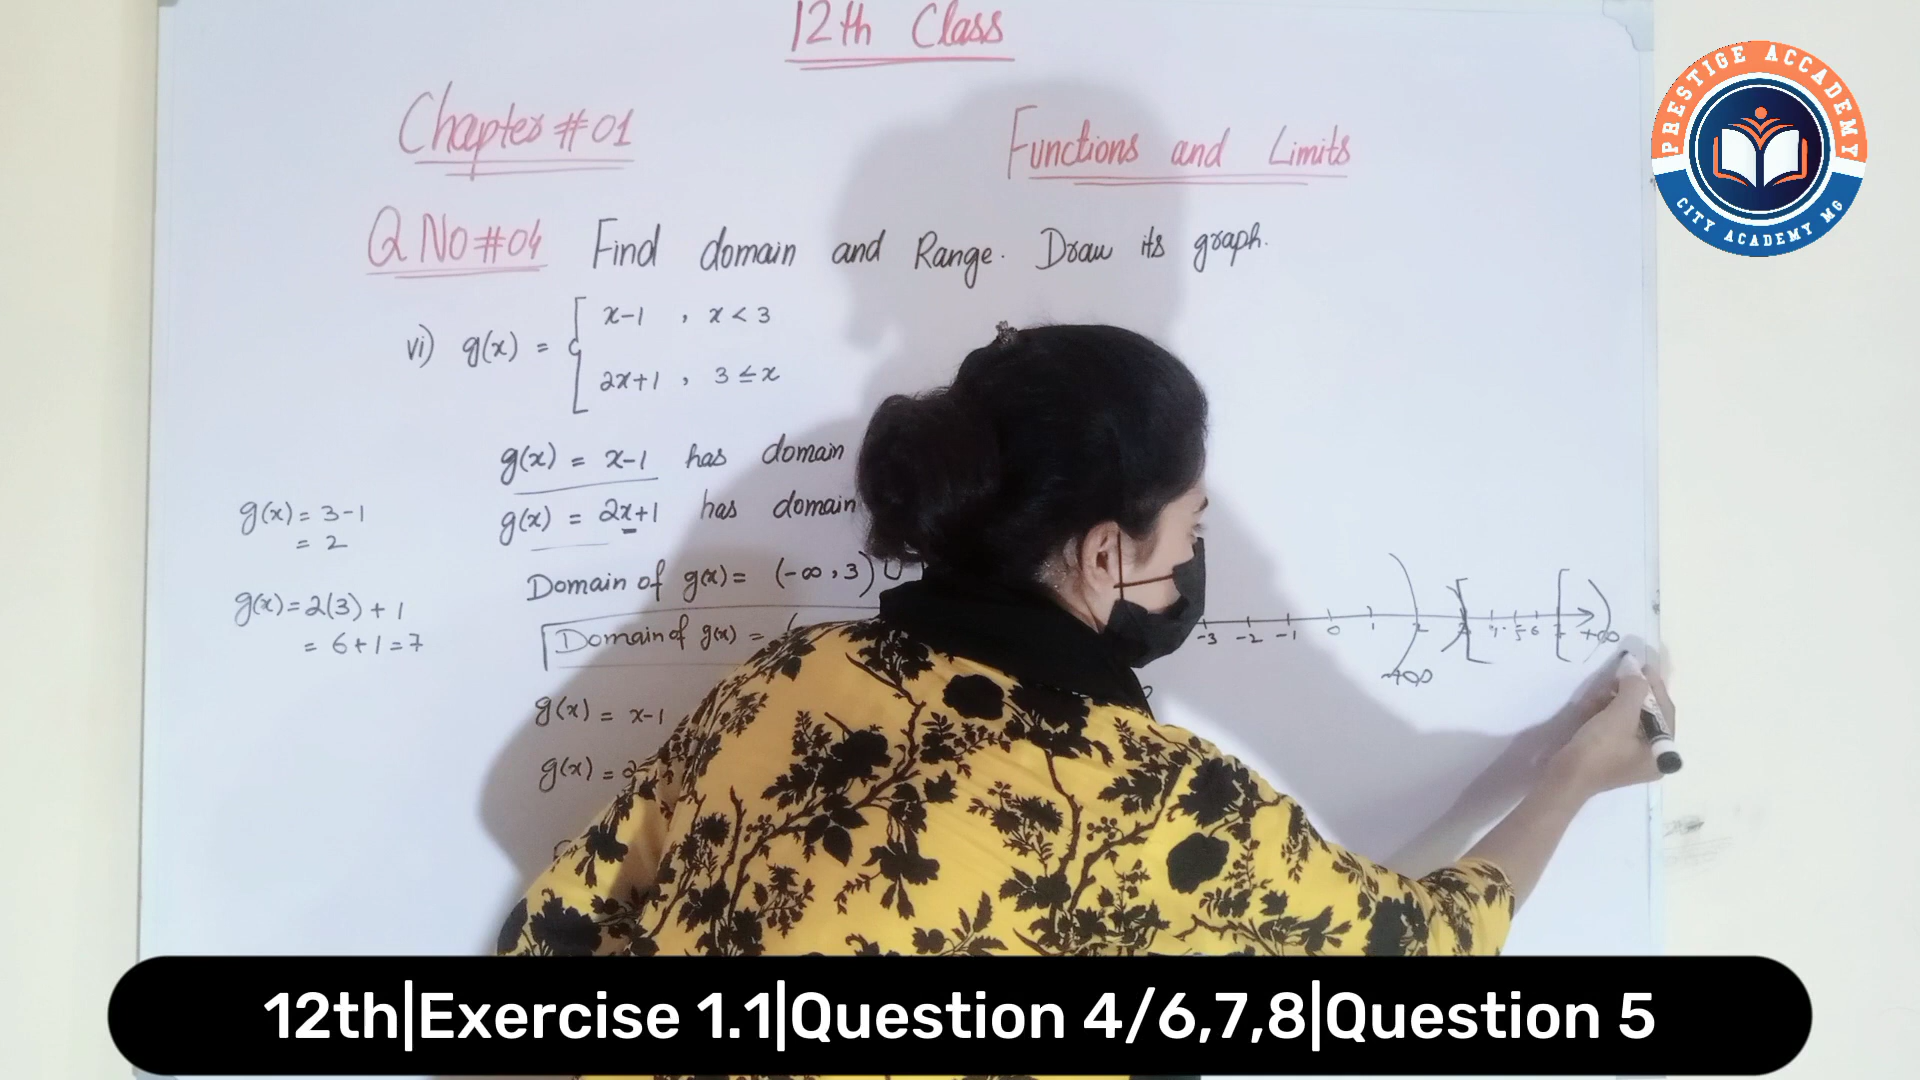 12th Class
Chapter #01
Functions and Limits
Q No #04 Find domain and Range. Draw its graph.
vi) g(x) = { x-1 , x < 3
2x+1 , 3 ≤ x
g(x) = x-1 has domain
g(x) = 2x+1 has domain
g(x) = 3-1
= 2
g(x) = 2(3) + 1
= 6+1 = 7
Domain of g(x) = (-∞, 3) U
Domain of g(x) = (
g(x) = x-1
g(x) = 2
-3 -2 -1 0 1 2 4 5 6 +∞
PRESTIGE ACCADEMY
CITY ACADEMY MG
12th|Exercise 1.1|Question 4/6,7,8|Question 5